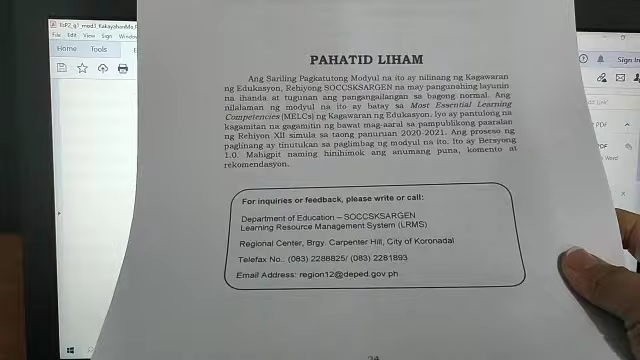 EsP2_q1_mod3_KakayahanMo,
File Edit View Sign
Home Tools
Sign In
PAHATID LIHAM
Ang Sariling Pagkatutong Modyul na ito ay nilinang ng Kagawaran
ng Edukasyon, Rehiyong SOCCSKSARGEN na may pangunahing layunin
na ihanda at tugunan ang pangangailangan sa bagong normal. Ang
nilalaman ng modyul na ito ay batay sa Most Essential Learning
Competencies (MELCs) ng Kagawaran ng Edukasyon. Iyo ay pantulong na
kagamitan na gagamitin ng bawat mag-aaral sa pampublikong paaralan
ng Rehiyon XII simula sa taong panuruan 2020-2021. Ang proseso ng
paglinang ay tinutukan sa paglimbag ng modyul na ito. Ito ay Bersyong
1.0. Mahigpit naming hinihimok ang anumang puna, komento at
rekomendasyon.
For inquiries or feedback, please write or call:
Department of Education – SOCCSKSARGEN
Learning Resource Management System (LRMS)
Regional Center, Brgy. Carpenter Hill, City of Koronadal
Telefax No.: (083) 2288825/ (083) 2281893
Email Address: region12@deped.gov.ph
24